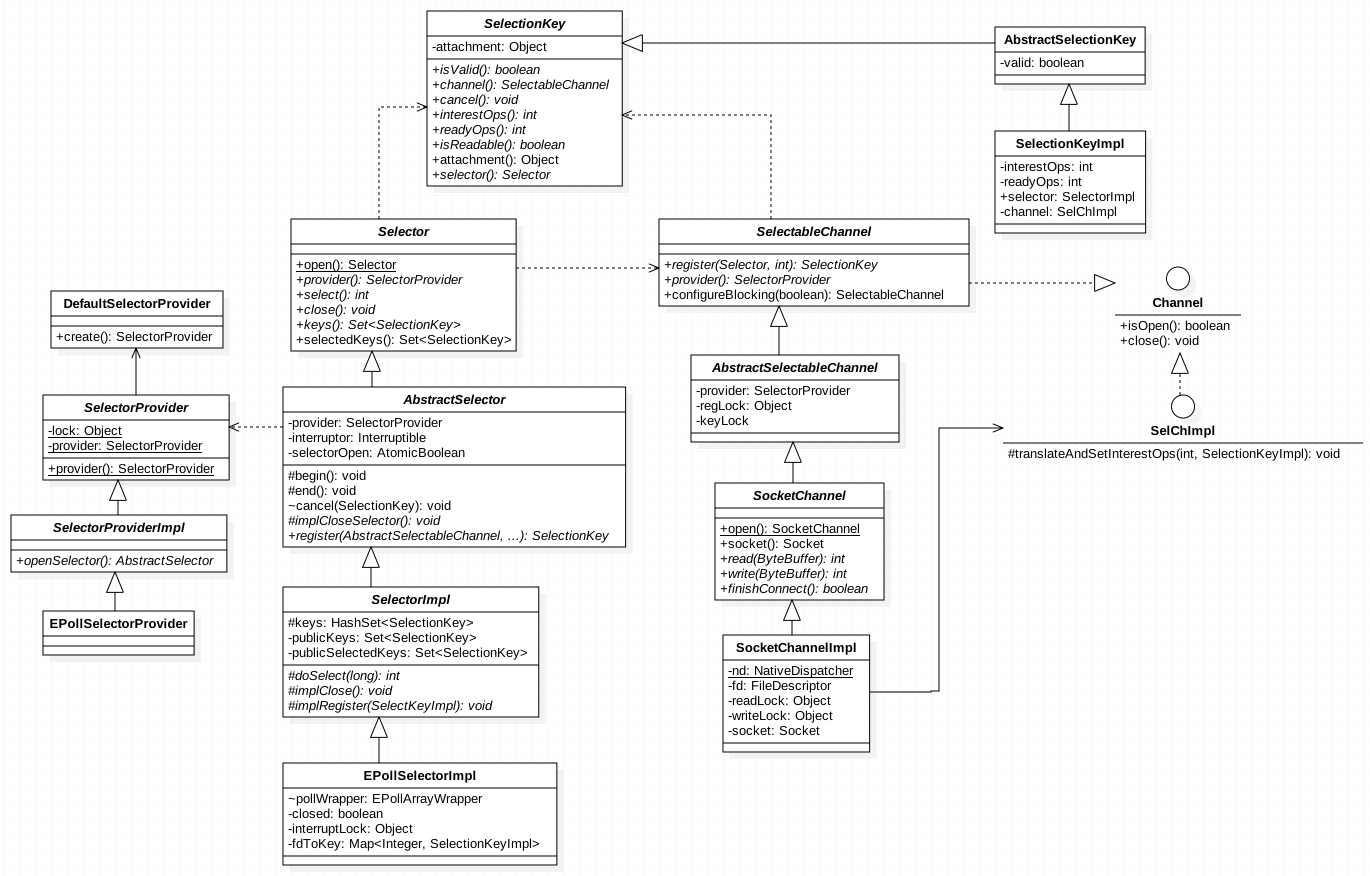 SelectionKey
-attachment: Object
+isValid(): boolean
+channel(): SelectableChannel
+cancel(): void
+interestOps(): int
+readyOps(): int
+isReadable(): boolean
+attachment(): Object
+selector(): Selector
AbstractSelectionKey
-valid: boolean
SelectionKeyImpl
-interestOps: int
-readyOps: int
+selector: SelectorImpl
-channel: SelChImpl
Selector
+open(): Selector
+provider(): SelectorProvider
+select(): int
+close(): void
+keys(): Set<SelectionKey>
+selectedKeys(): Set<SelectionKey>
SelectableChannel
+register(Selector, int): SelectionKey
+provider(): SelectorProvider
+configureBlocking(boolean): SelectableChannel
Channel
+isOpen(): boolean
+close(): void
DefaultSelectorProvider
+create(): SelectorProvider
SelectorProvider
-lock: Object
-provider: SelectorProvider
+provider(): SelectorProvider
AbstractSelector
-provider: SelectorProvider
-interruptor: Interruptible
-selectorOpen: AtomicBoolean
#begin(): void
#end(): void
~cancel(SelectionKey): void
#implCloseSelector(): void
+register(AbstractSelectableChannel, ...): SelectionKey
AbstractSelectableChannel
-provider: SelectorProvider
-regLock: Object
-keyLock
SelChImpl
#translateAndSetInterestOps(int, SelectionKeyImpl): void
SelectorProviderImpl
+openSelector(): AbstractSelector
EPollSelectorProvider
SocketChannel
+open(): SocketChannel
+socket(): Socket
+read(ByteBuffer): int
+write(ByteBuffer): int
+finishConnect(): boolean
SelectorImpl
#keys: HashSet<SelectionKey>
-publicKeys: Set<SelectionKey>
-publicSelectedKeys: Set<SelectionKey>
#doSelect(long): int
#implClose(): void
#implRegister(SelectKeyImpl): void
SocketChannelImpl
-nd: NativeDispatcher
-fd: FileDescriptor
-readLock: Object
-writeLock: Object
-socket: Socket
EPollSelectorImpl
~pollWrapper: EPollArrayWrapper
-closed: boolean
-interruptLock: Object
-fdToKey: Map<Integer, SelectionKeyImpl>